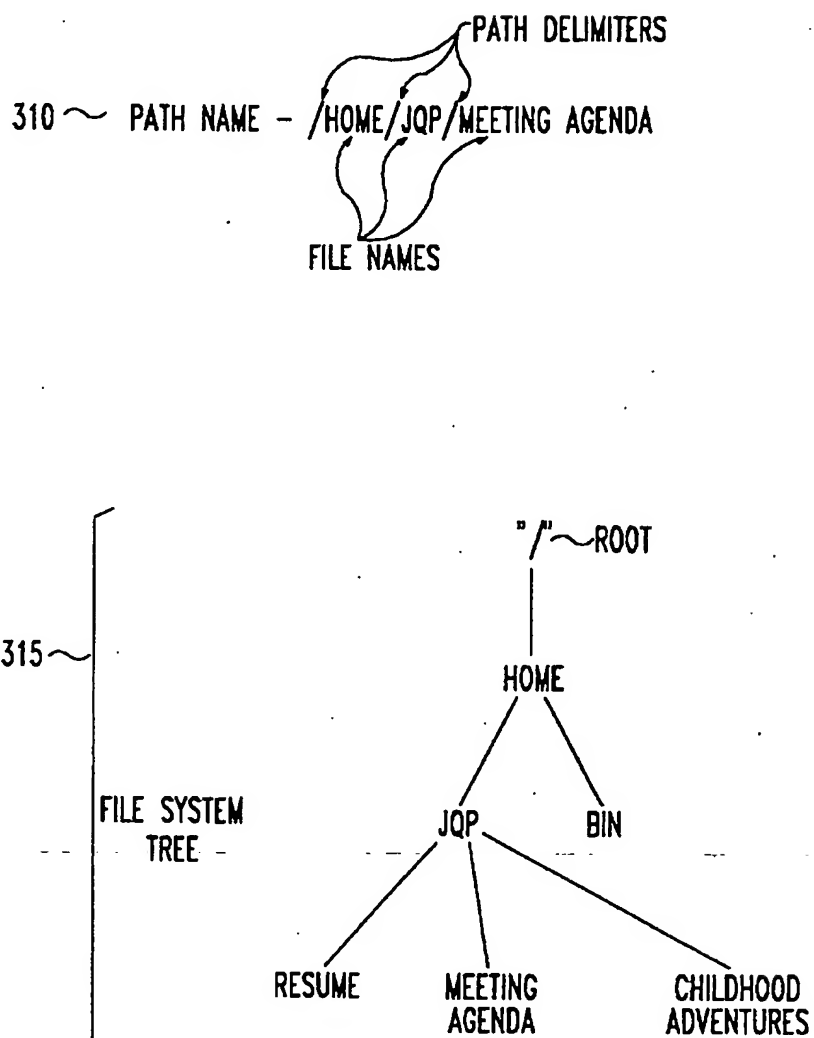 PATH DELIMITERS
310 PATH NAME - /HOME/JQP/MEETING AGENDA
FILE NAMES
"/" ROOT
315
HOME
FILE SYSTEM
TREE
JQP BIN
RESUME MEETING
AGENDA CHILDHOOD
ADVENTURES